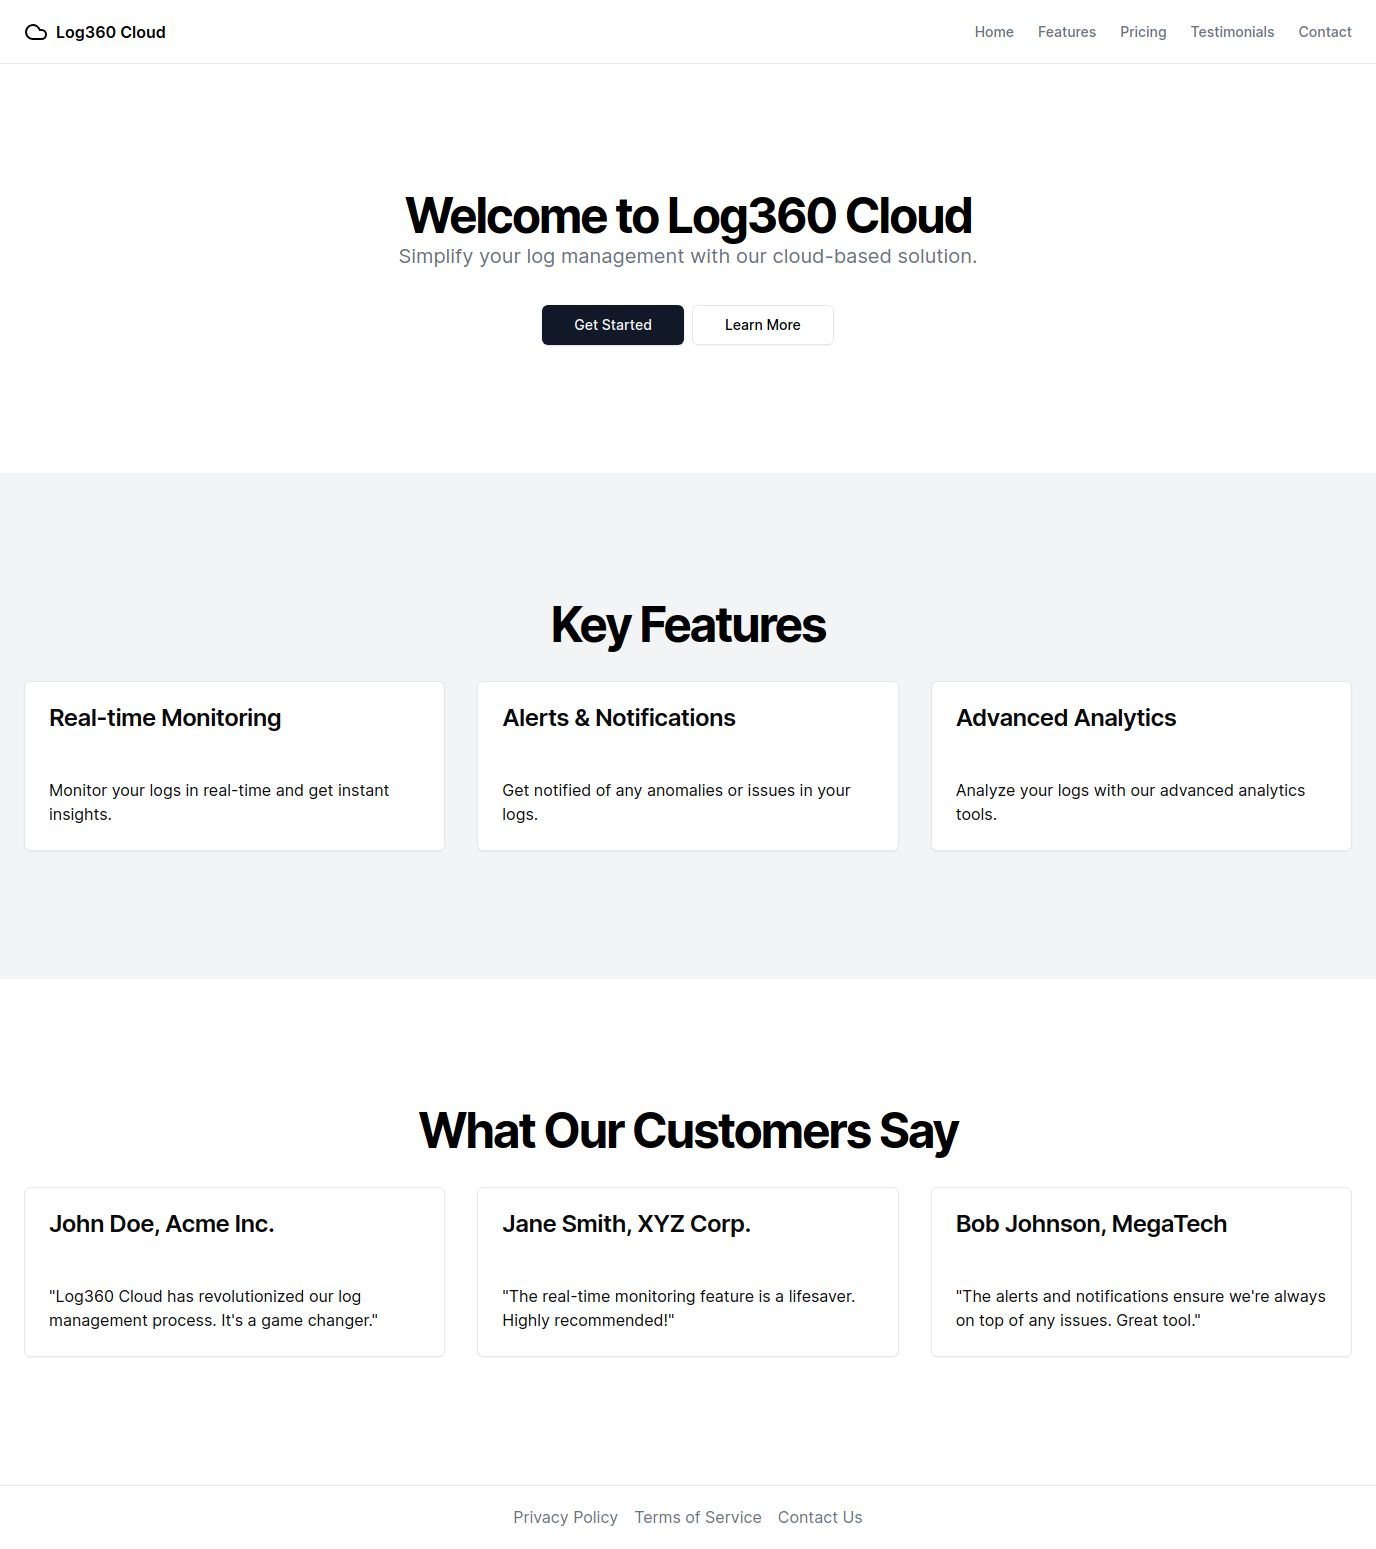 Log360 Cloud
Home Features Pricing Testimonials Contact
Welcome to Log360 Cloud
Simplify your log management with our cloud-based solution.
Get Started Learn More
Key Features
Real-time Monitoring
Monitor your logs in real-time and get instant
insights.
Alerts & Notifications
Get notified of any anomalies or issues in your
logs.
Advanced Analytics
Analyze your logs with our advanced analytics
tools.
What Our Customers Say
John Doe, Acme Inc.
"Log360 Cloud has revolutionized our log
management process. It's a game changer."
Jane Smith, XYZ Corp.
"The real-time monitoring feature is a lifesaver.
Highly recommended!"
Bob Johnson, MegaTech
"The alerts and notifications ensure we're always
on top of any issues. Great tool."
Privacy Policy Terms of Service Contact Us